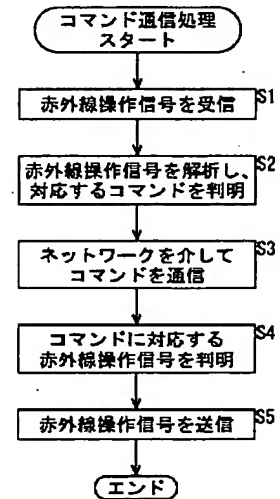 コマンド通信処理
スタート
S1
赤外線操作信号を受信
S2
赤外線操作信号を解析し、
対応するコマンドを判明
S3
ネットワークを介して
コマンドを通信
S4
コマンドに対応する
赤外線操作信号を判明
S5
赤外線操作信号を送信
エンド